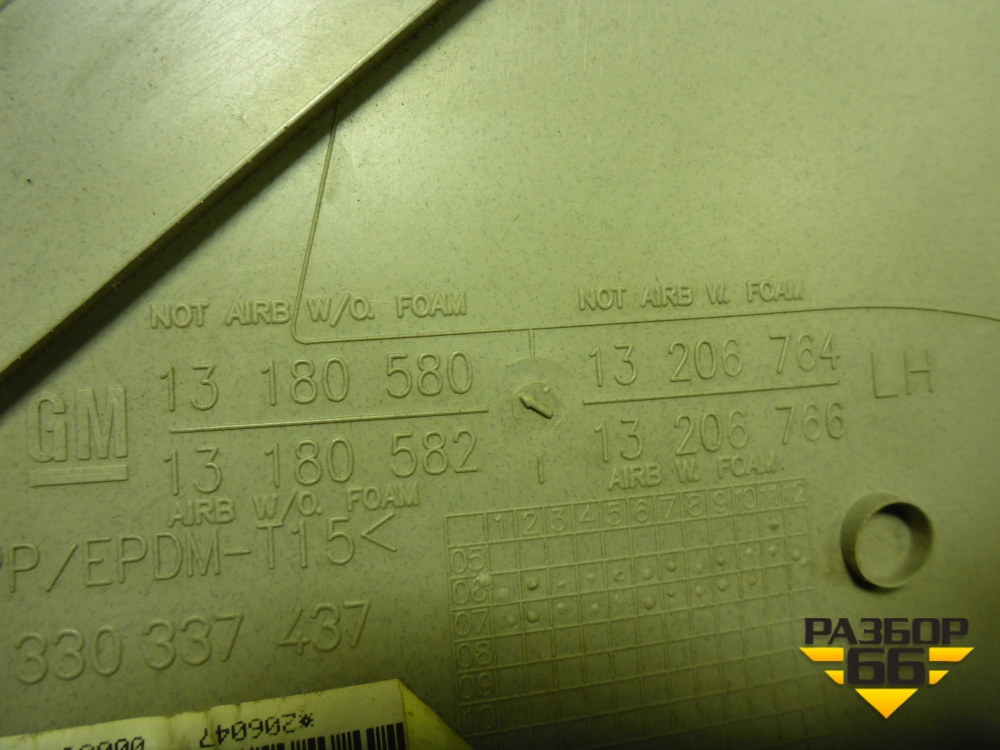 NOT AIRB W/O. FOAM
NOT AIRB W. FOAM
GM
13 180 580
13 206 764
LH
13 180 582
13 206 766
AIRB W/O. FOAM
AIRB W. FOAM
PP/EPDM-T15<
330 337 437
1 2 3 4 5 6 7 8 9 10 11 12
05
06
07
08
09
10
*206047
РАЗБОР
66